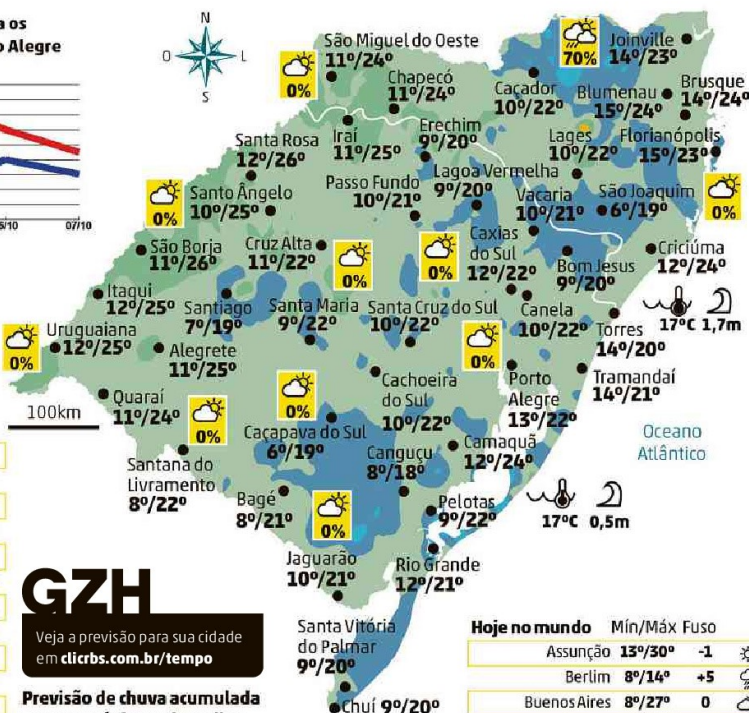 a os
o Alegre
N
O
L
S
5/10
07/10
São Miguel do Oeste
11º/24º
0%
Chapecó
11º/24º
70%
Joinville
14º/23º
Caçador
10º/22º
Blumenau
15º/24º
Brusque
14º/24º
Santa Rosa
12º/26º
Iraí
11º/25º
Erechim
9º/20º
Lages
10º/22º
Florianópolis
15º/23º
0%
Santo Ângelo
10º/25º
Passo Fundo
10º/21º
Lagoa Vermelha
9º/20º
Vacaria
10º/21º
São Joaquim
6º/19º
0%
São Borja
11º/26º
Cruz Alta
11º/22º
0%
0%
Caxias
do Sul
12º/22º
Bom Jesus
9º/20º
Criciúma
12º/24º
Itaqui
12º/25º
Santiago
7º/19º
Santa Maria
9º/22º
Santa Cruz do Sul
10º/22º
Canela
10º/22º
17ºC 1,7m
Torres
14º/20º
0%
Uruguaiana
12º/25º
Alegrete
11º/25º
0%
Quaraí
11º/24º
100km
0%
0%
Cachoeira
do Sul
10º/22º
Porto
Alegre
13º/22º
Tramandaí
14º/21º
Caçapava do Sul
6º/19º
Canguçu
8º/18º
Camaquã
12º/24º
Oceano
Atlântico
Santana do
Livramento
8º/22º
Bagé
8º/21º
0%
Pelotas
9º/22º
17ºC 0,5m
Jaguarão
10º/21º
Rio Grande
12º/21º
GZH
Veja a previsão para sua cidade
em clicrbs.com.br/tempo
Santa Vitória
do Palmar
9º/20º
Chuí 9º/20º
Previsão de chuva acumulada
Hoje no mundo Mín/Máx Fuso
Assunção 13º/30º -1
Berlim 8º/14º +5
Buenos Aires 8º/27º 0